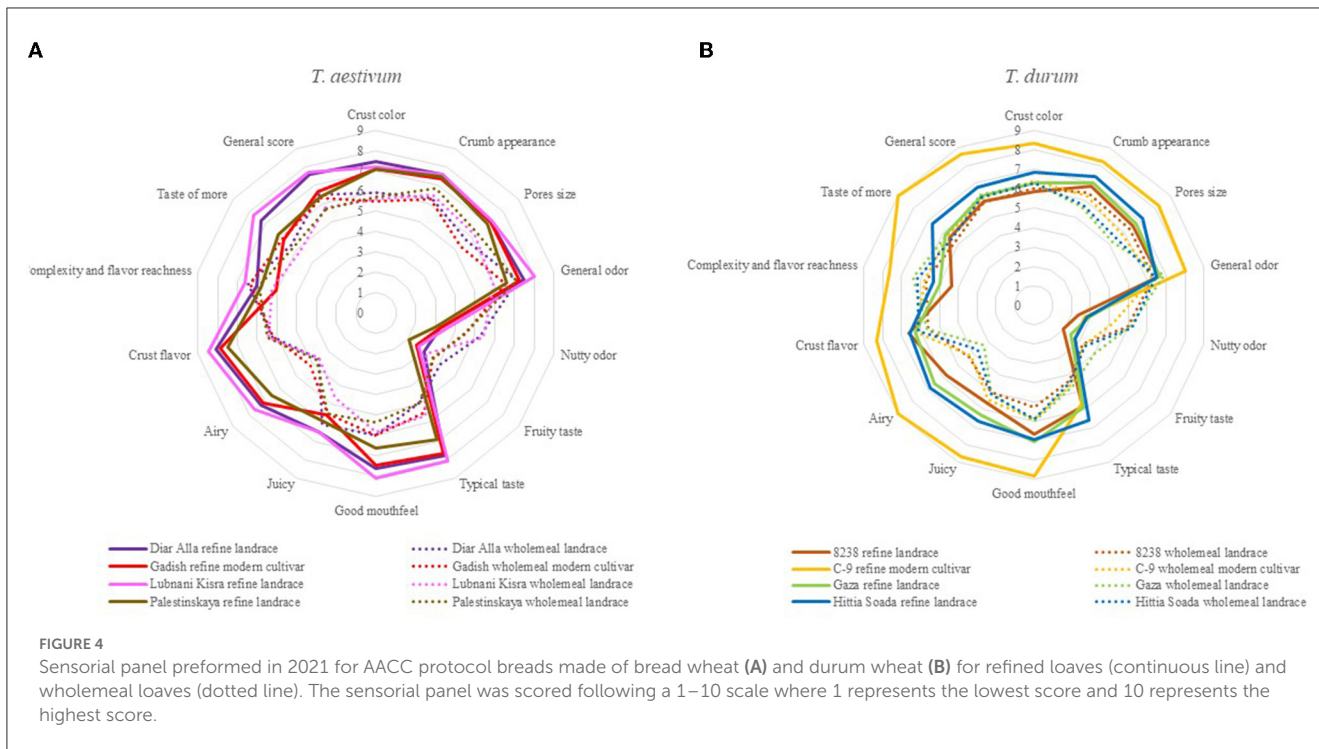 A
B
T. aestivum
T. durum
Crust color
9
8
7
6
5
4
3
2
1
0
Crumb appearance
Pores size
General odor
Nutty odor
Fruity taste
Typical taste
Good mouthfeel
Juicy
Airy
Crust flavor
omplexity and flavor reachness
Taste of more
General score
Crust color
9
8
7
6
5
4
3
2
1
0
Crumb appearance
Pores size
General odor
Nutty odor
Fruity taste
Typical taste
Good mouthfeel
Juicy
Airy
Crust flavor
Complexity and flavor reachness
Taste of more
General score
Diar Alla refine landrace
Gadish refine modern cultivar
Lubnani Kisra refine landrace
Palestinskaya refine landrace
Diar Alla wholemeal landrace
Gadish wholemeal modern cultivar
Lubnani Kisra wholemeal landrace
Palestinskaya wholemeal landrace
8238 refine landrace
C-9 refine modern cultivar
Gaza refine landrace
Hittia Soada refine landrace
8238 wholemeal landrace
C-9 wholemeal modern cultivar
Gaza wholemeal landrace
Hittia Soada wholemeal landrace
FIGURE 4
Sensorial panel preformed in 2021 for AACC protocol breads made of bread wheat (A) and durum wheat (B) for refined loaves (continuous line) and
wholemeal loaves (dotted line). The sensorial panel was scored following a 1–10 scale where 1 represents the lowest score and 10 represents the
highest score.